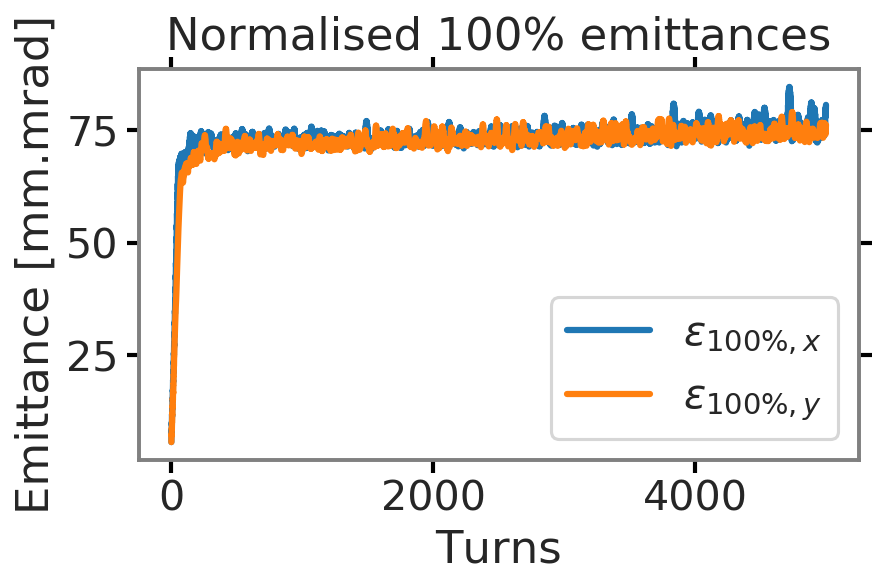 Normalised 100% emittances
Emittance [mm.mrad]
75
50
25
0 2000 4000
Turns
ε100%, x
ε100%, y